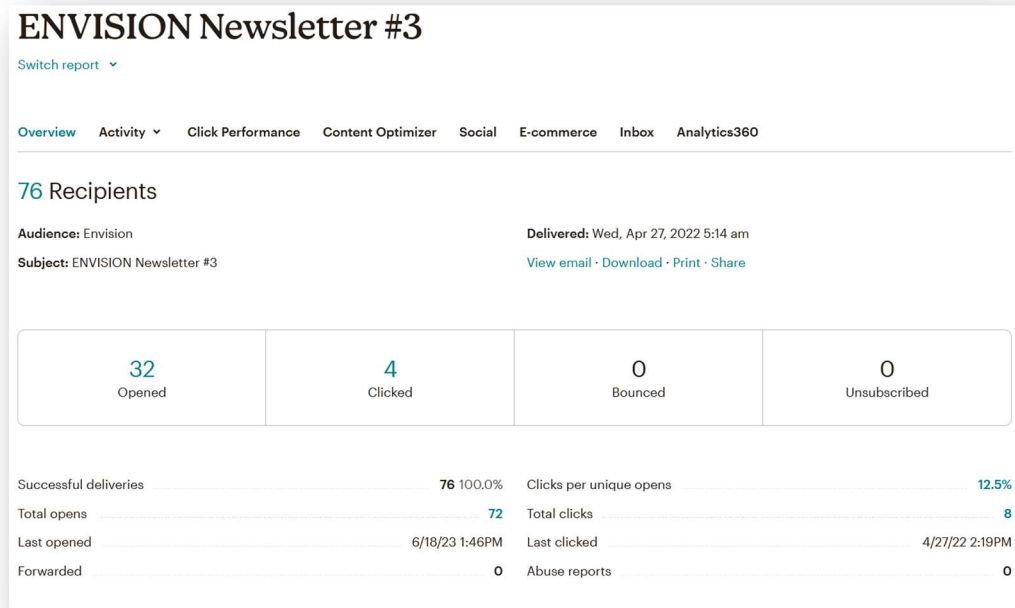 ENVISION Newsletter #3
Switch report
Overview Activity Click Performance Content Optimizer Social E-commerce Inbox Analytics360
76 Recipients
Audience: Envision
Delivered: Wed, Apr 27, 2022 5:14 am
Subject: ENVISION Newsletter #3
View email · Download · Print · Share
32
Opened
4
Clicked
0
Bounced
0
Unsubscribed
Successful deliveries 76 100.0%
Clicks per unique opens 12.5%
Total opens 72
Total clicks 8
Last opened 6/18/23 1:46PM
Last clicked 4/27/22 2:19PM
Forwarded 0
Abuse reports 0